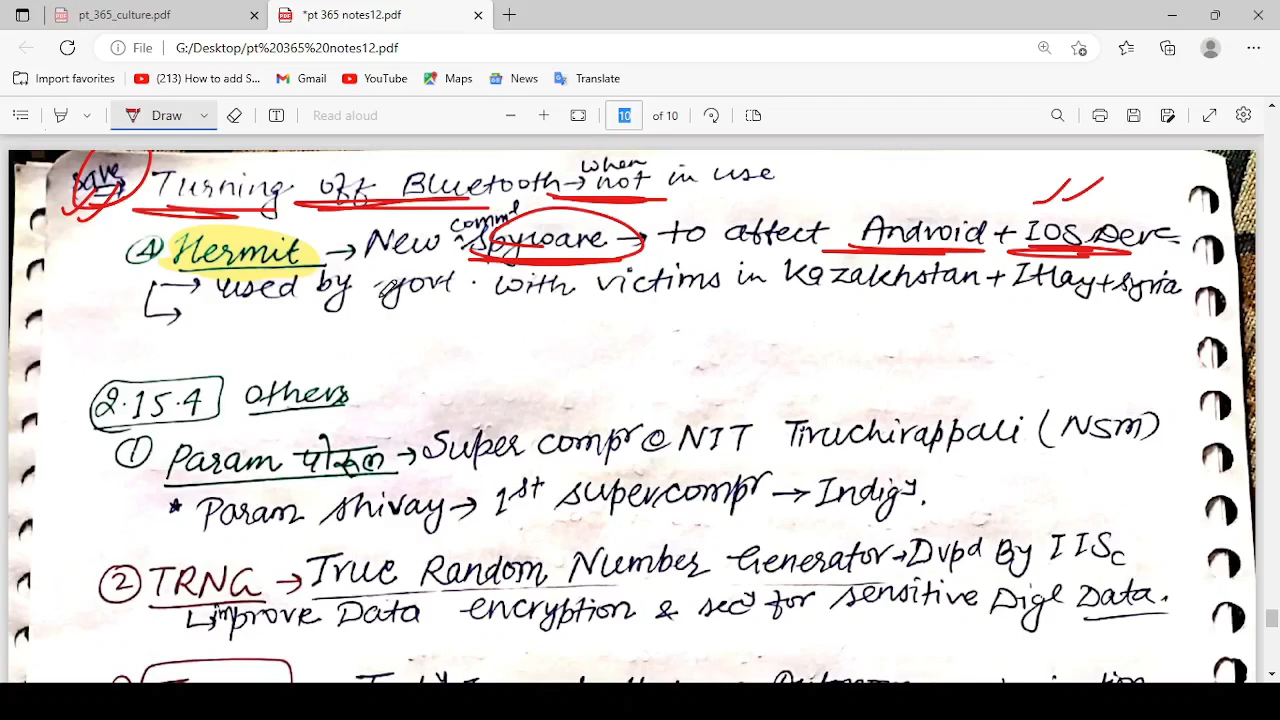 pt_365_culture.pdf
*pt 365 notes12.pdf
File G:/Desktop/pt%20365%20notes12.pdf
Import favorites (213) How to add S... Gmail YouTube Maps News Translate
Draw Read aloud 10 of 10
save Turning off Bluetooth → when not in use
④ Hermit → New comml Spyware → to affect Android + IOS Devc
→ used by govt. with victims in Kazakhstan + Itlay + Syria
2.15.4 Others
① Param पोरुल → Super compr @ NIT Tiruchirappali (NSM)
* Param Shivay → 1st supercompr → Indigy.
② TRNG → True Random Number Generator → Dvpd By IISc
improve Data encryption & secy for sensitive Digl Data.